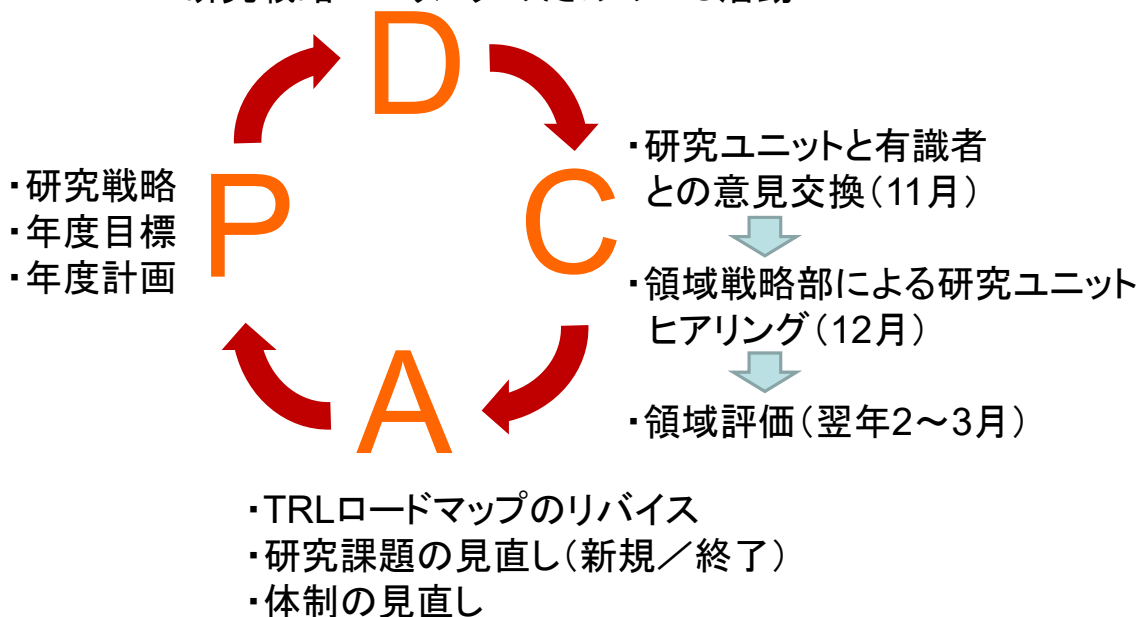 D
・研究ユニットと有識者
との意見交換(11月)
C
・研究戦略
・年度目標
・年度計画
P
・領域戦略部による研究ユニット
ヒアリング(12月)
A
・領域評価(翌年2~3月)
・TRLロードマップのリバイス
・研究課題の見直し(新規/終了)
・体制の見直し